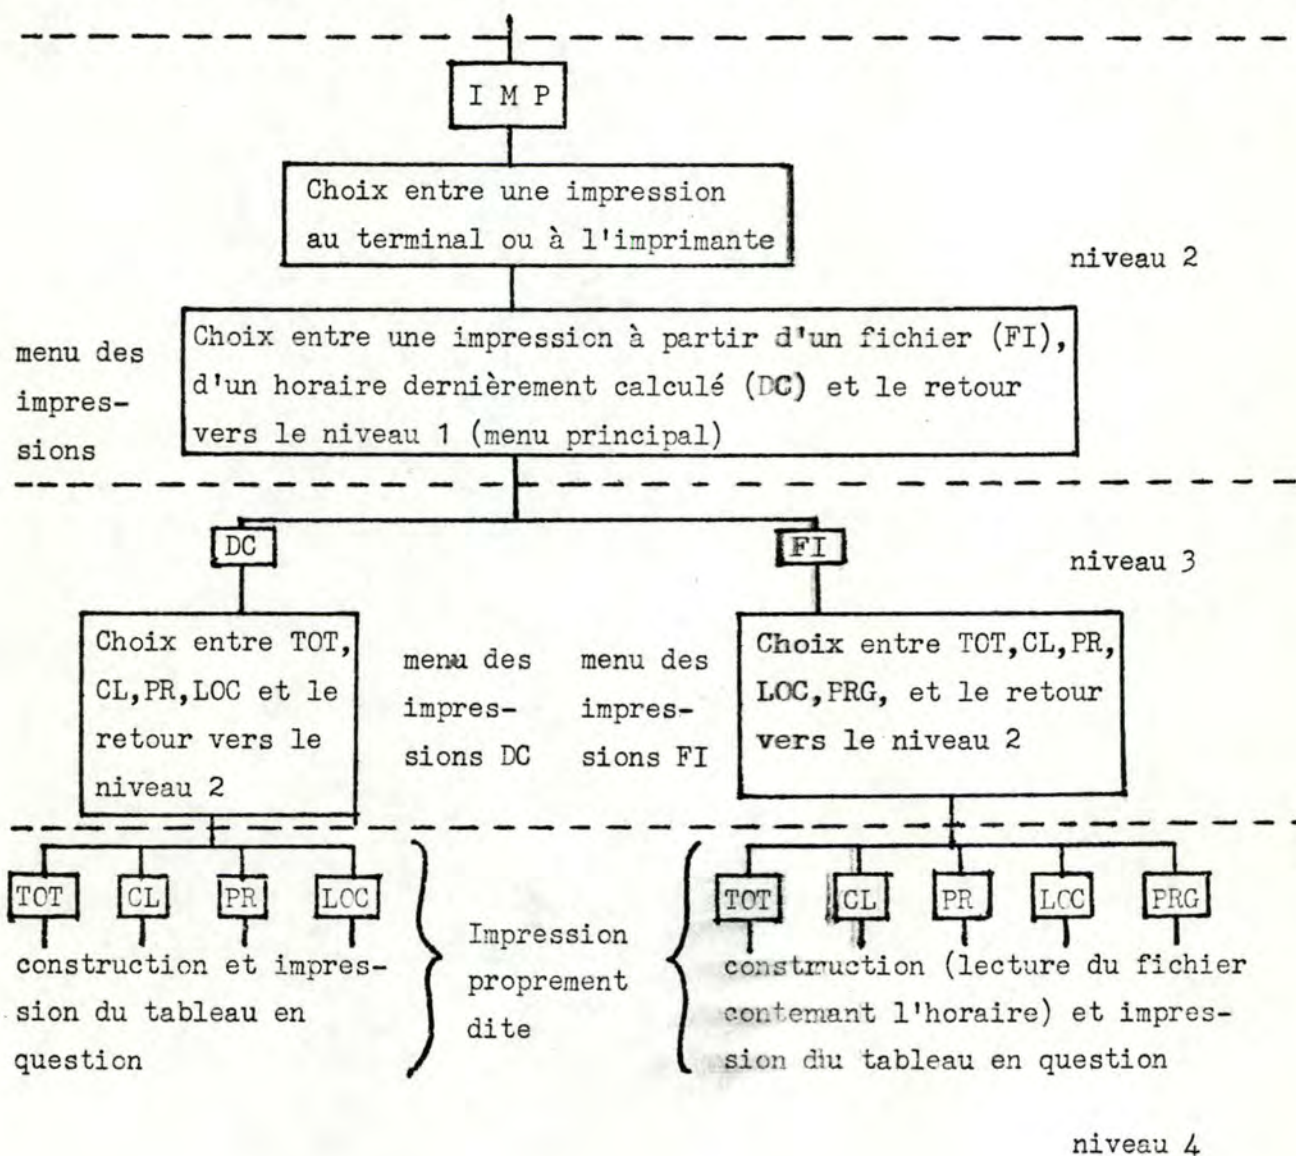 I M P
Choix entre une impression
au terminal ou à l'imprimante
niveau 2
menu des
impres-
sions
Choix entre une impression à partir d'un fichier (FI),
d'un horaire dernièrement calculé (DC) et le retour
vers le niveau 1 (menu principal)
DC
FI
niveau 3
Choix entre TOT,
CL,PR,LOC et le
retour vers le
niveau 2
menu des
impres-
sions DC
menu des
impres-
sions FI
Choix entre TOT,CL,PR,
LOC,PRG, et le retour
vers le niveau 2
TOT CL PR LOC
construction et impres-
sion du tableau en
question
Impression
proprement
dite
TOT CL PR LOC PRG
construction (lecture du fichier
contenant l'horaire) et impres-
sion du tableau en question
niveau 4